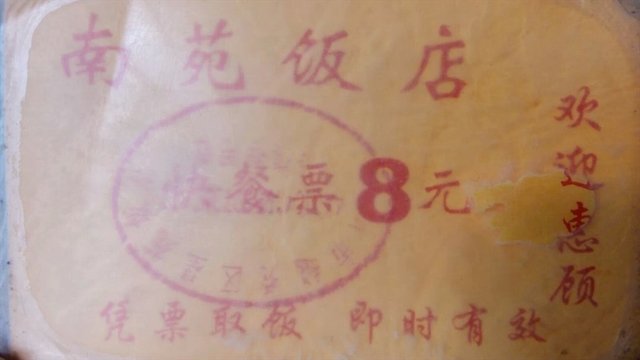 南苑饭店
快餐票8元
欢迎惠顾
凭票取饭 即时有效